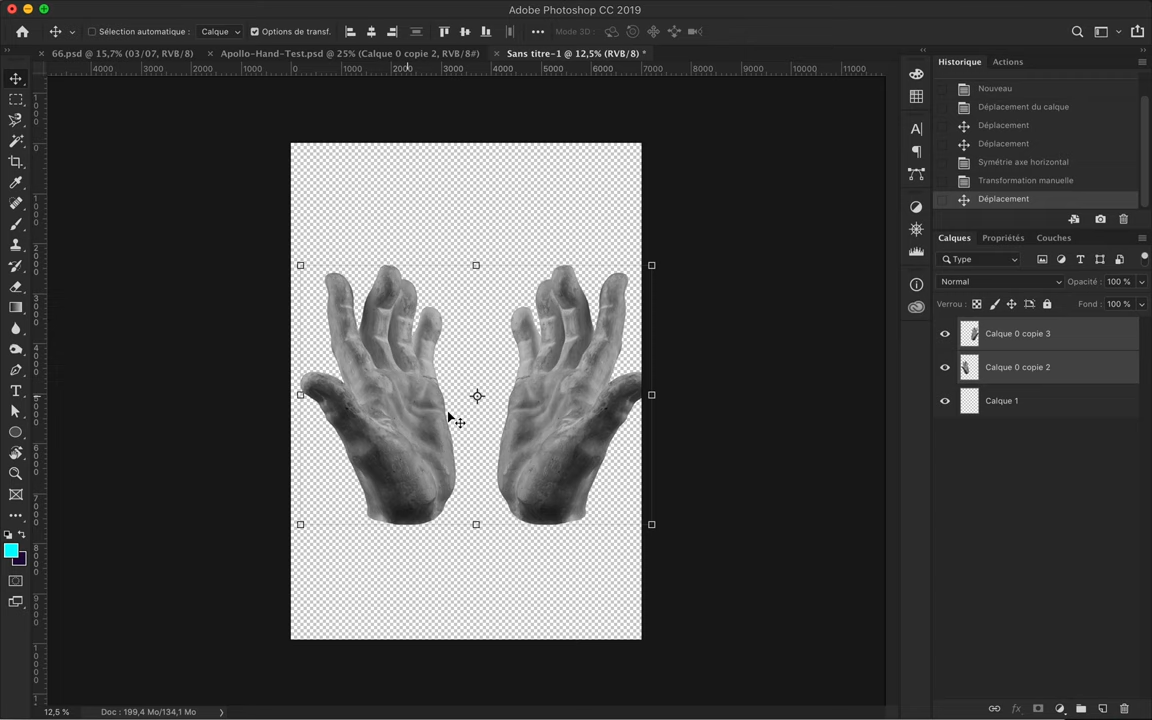 Adobe Photoshop CC 2019
Sélection automatique : Calque Options de transf. Mode 3D :
66.psd @ 15,7% (03/07, RVB/8) Apollo-Hand-Test.psd @ 25% (Calque 0 copie 2, RVB/8#) Sans titre-1 @ 12,5% (RVB/8) *
4000 3000 2000 1000 0 1000 2000 3000 4000 5000 6000 7000 8000 9000 10000 11000
Historique Actions
Nouveau
Déplacement du calque
Déplacement
Déplacement
Symétrie axe horizontal
Transformation manuelle
Déplacement
Calques Propriétés Couches
Type
Normal Opacité : 100 %
Verrou : Fond : 100 %
Calque 0 copie 3
Calque 0 copie 2
Calque 1
12,5 % Doc : 199,4 Mo/134,1 Mo